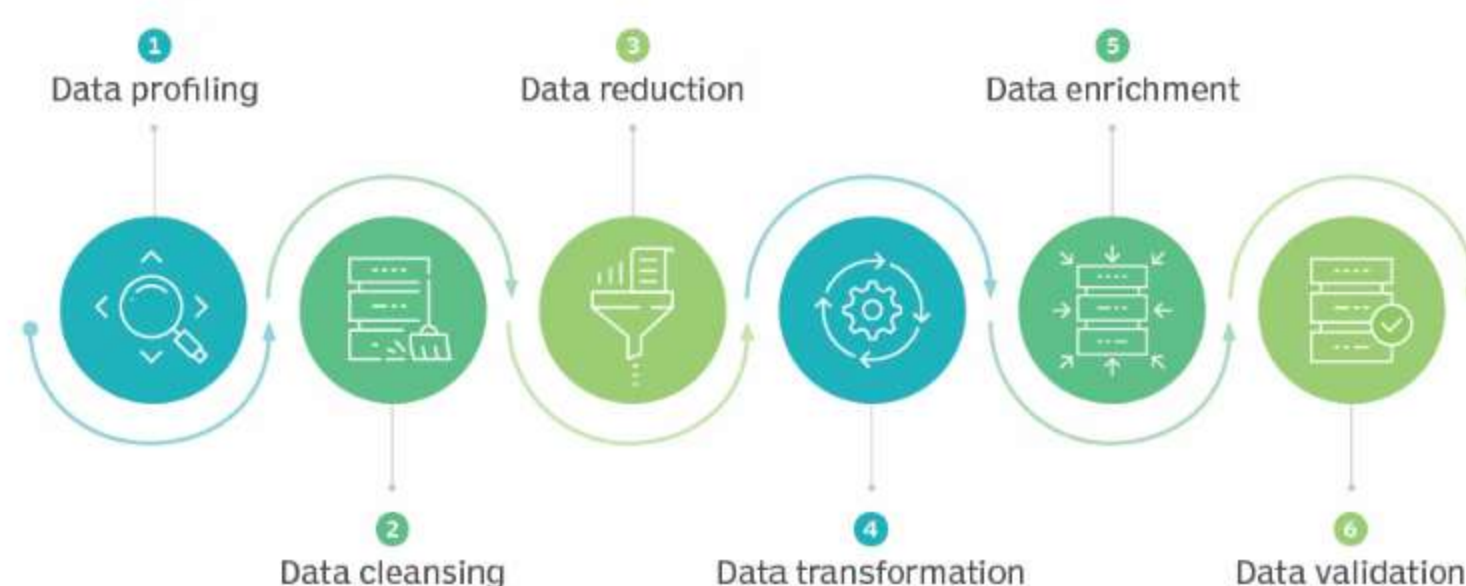 1
Data profiling
2
Data cleansing
3
Data reduction
4
Data transformation
5
Data enrichment
6
Data validation